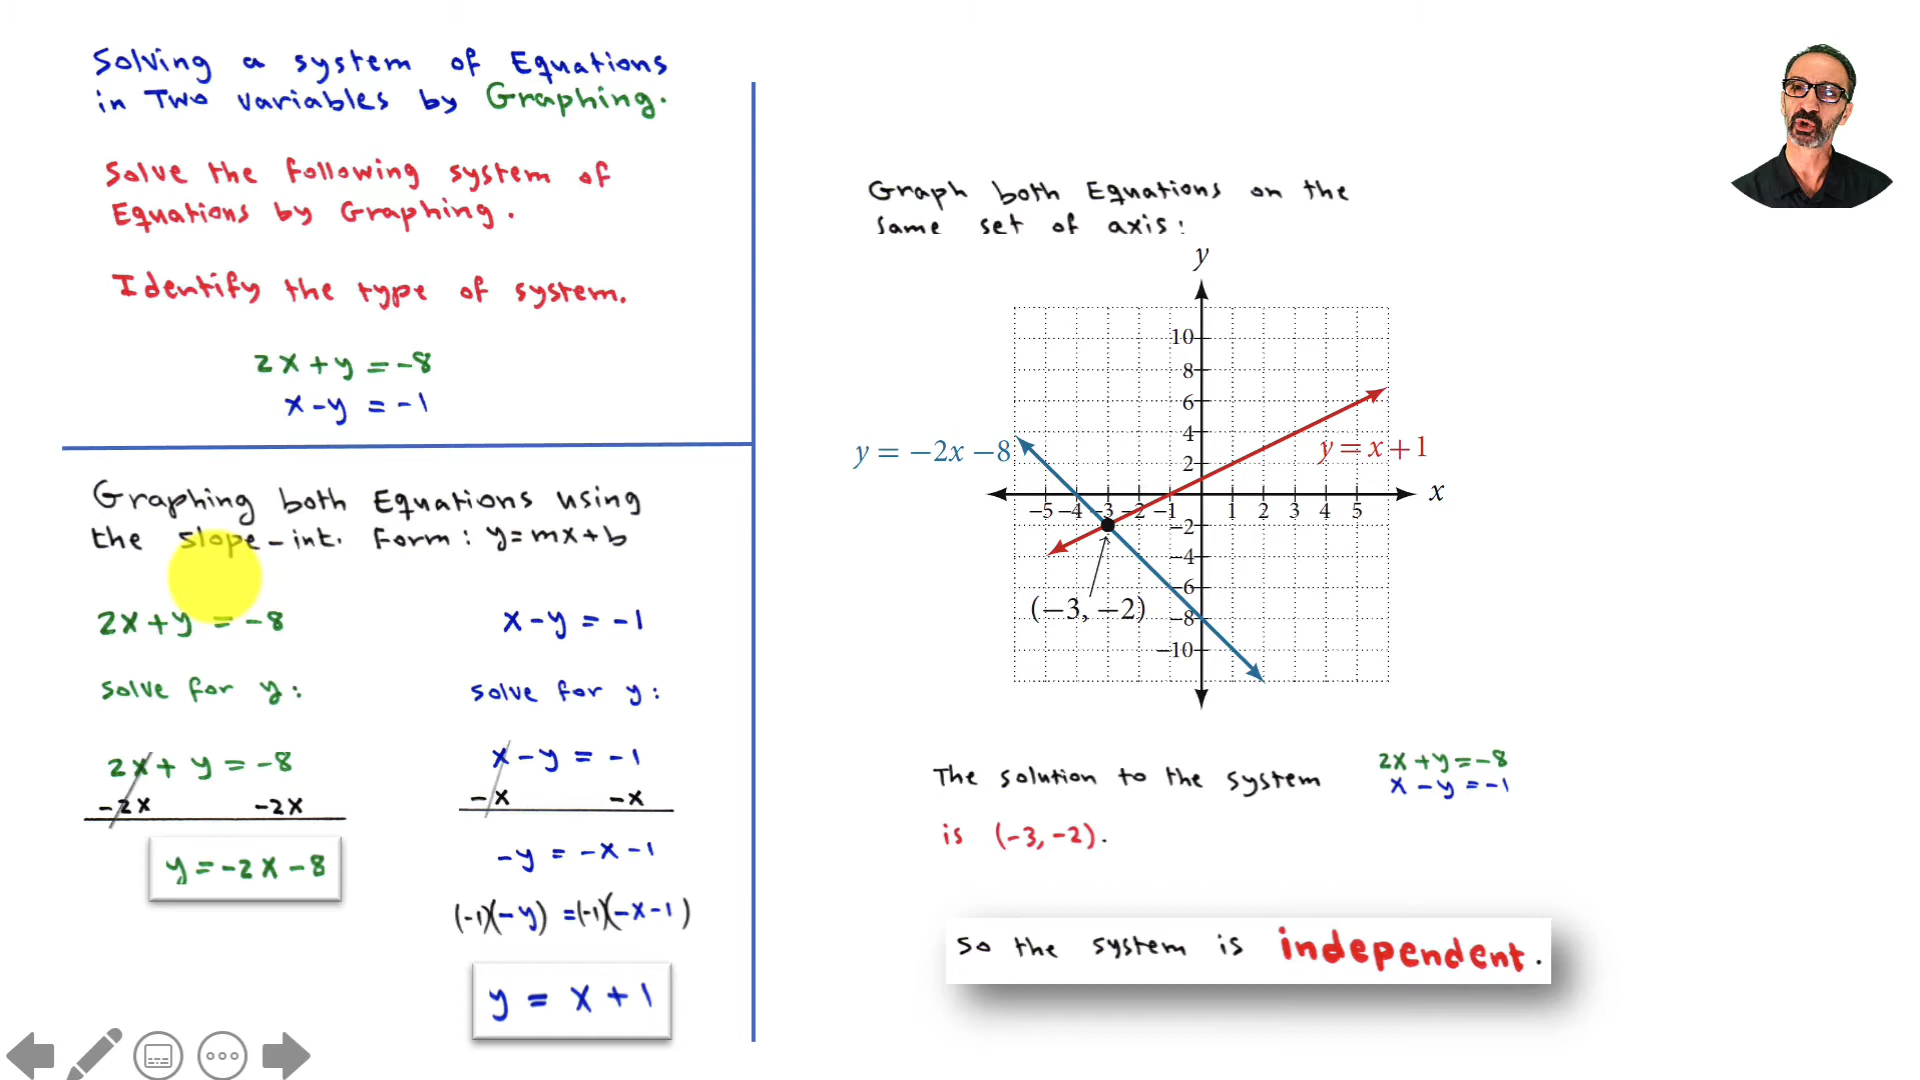 Solving a system of Equations
in Two variables by Graphing.
Solve the following system of
Equations by Graphing.
Identify the type of system.
2x + y = -8
x - y = -1
Graphing both Equations using
the slope-int. Form: y = mx + b
2x + y = -8
solve for y:
2x + y = -8
-2x -2x
y = -2x - 8
x - y = -1
solve for y:
x - y = -1
-x -x
-y = -x - 1
(-1)(-y) = (-1)(-x - 1)
y = x + 1
Graph both Equations on the
same set of axis:
y
10
8
6
4
2
-5 -4 -3 -2 -1 1 2 3 4 5
x
-2
-4
-6
-8
-10
y = −2x −8
y = x + 1
(−3, −2)
The solution to the system
2x + y = -8
x - y = -1
is (-3, -2).
So the system is independent.